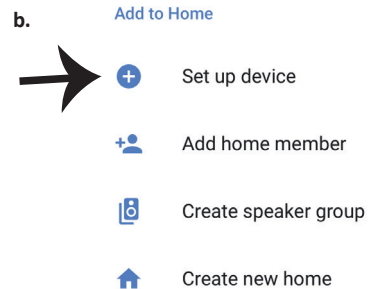 b.
Add to Home
Set up device
Add home member
Create speaker group
Create new home